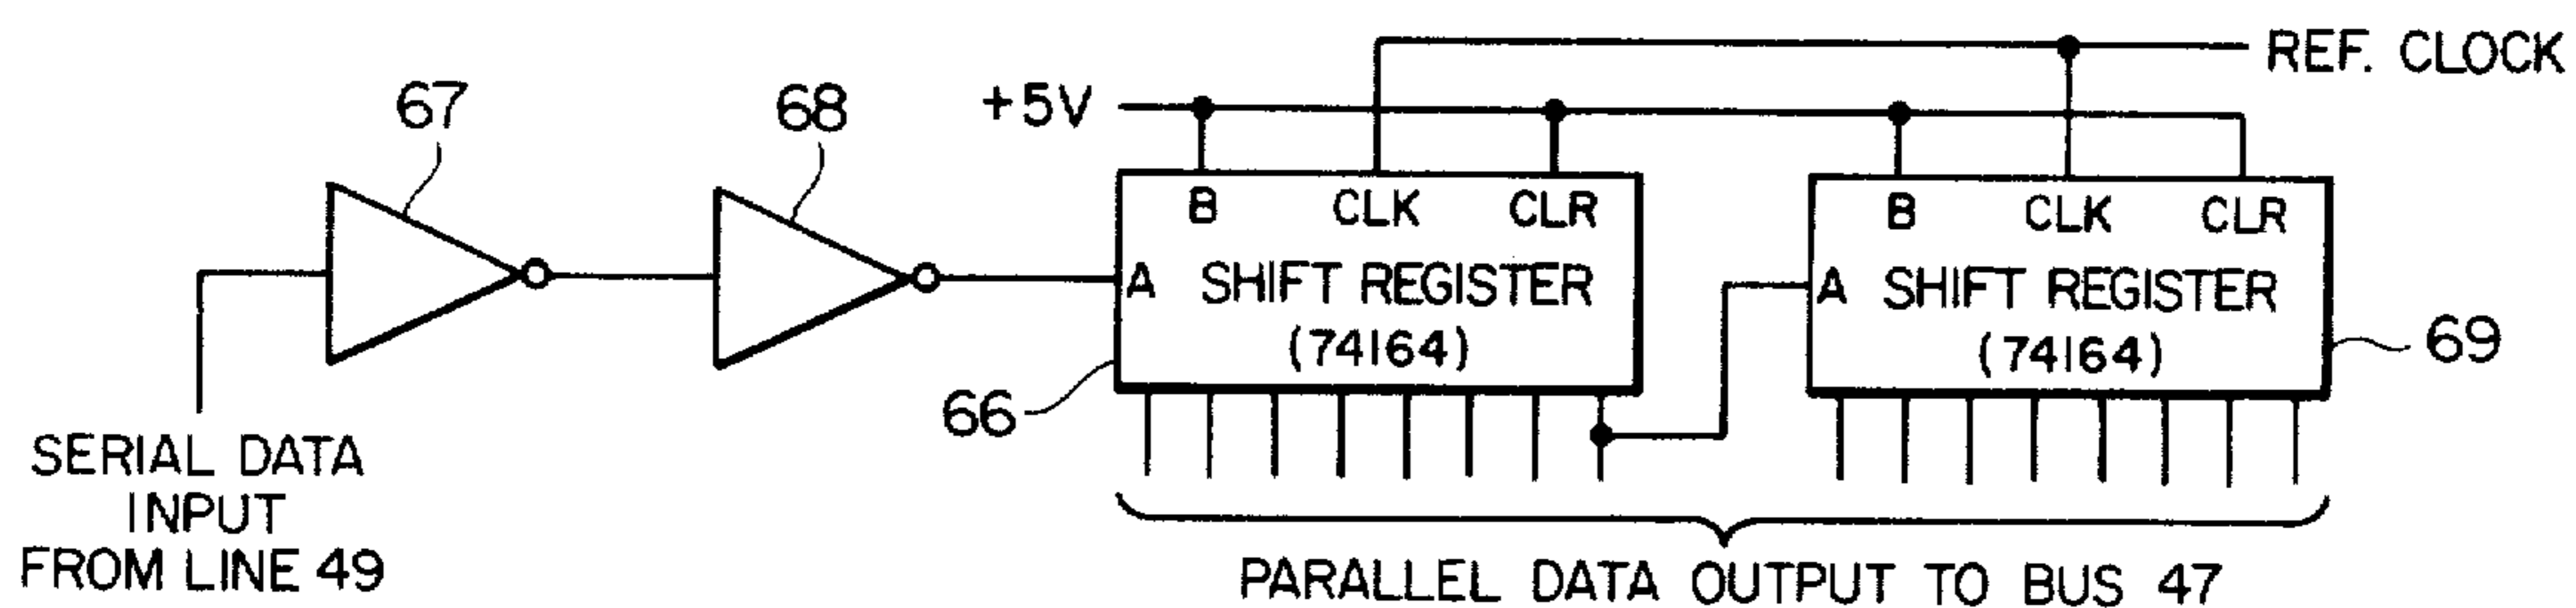 REF. CLOCK
67
68
+5V
B CLK CLR
A SHIFT REGISTER
(74164)
66
B CLK CLR
A SHIFT REGISTER
(74164)
69
SERIAL DATA
INPUT
FROM LINE 49
PARALLEL DATA OUTPUT TO BUS 47